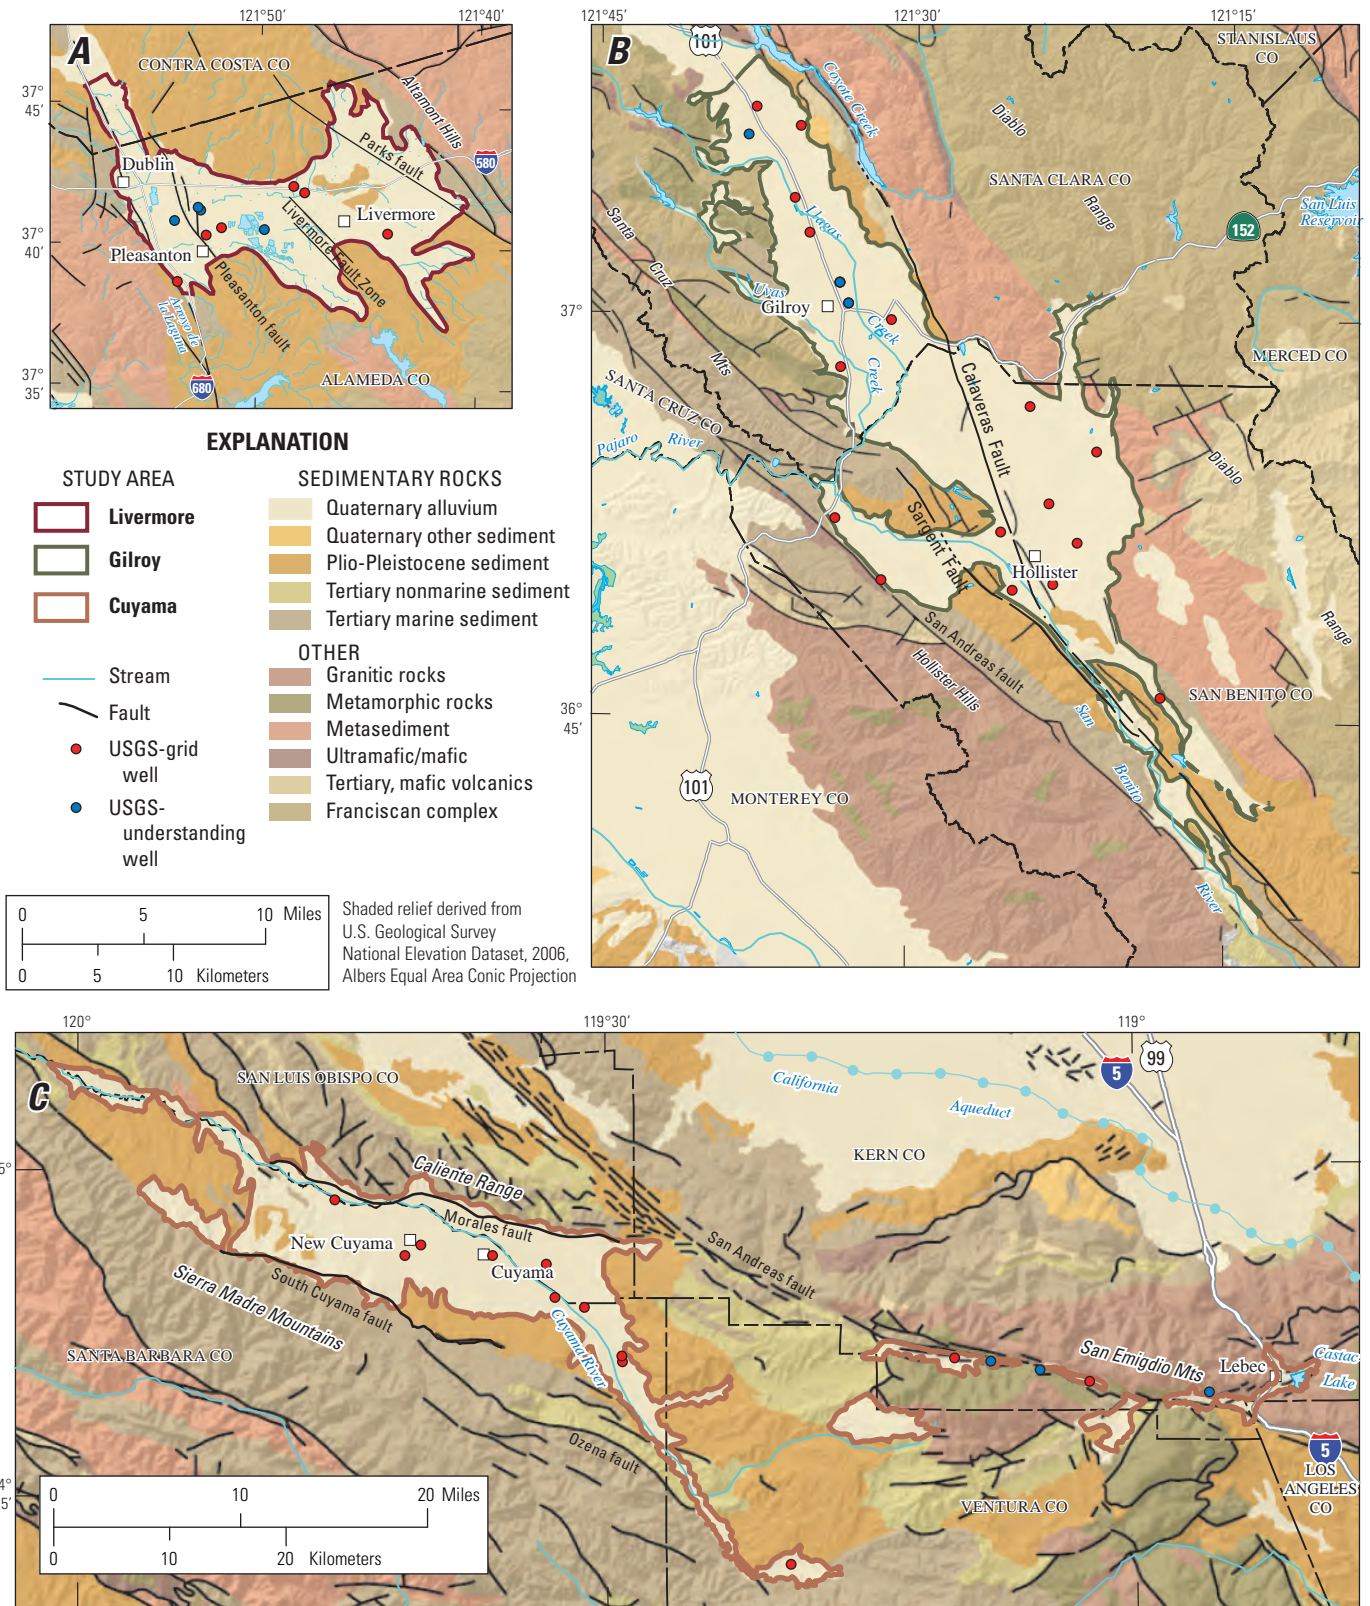 121°50'
121°40'
A
CONTRA COSTA CO
37°
45'
Altamont Hills
Parks fault
580
Dublin
Livermore
37°
40'
Pleasanton
Livermore Fault Zone
Pleasanton fault
Arroyo de
la Laguna
37°
35'
680
ALAMEDA CO
EXPLANATION
STUDY AREA
Livermore
Gilroy
Cuyama
Stream
Fault
USGS-grid
well
USGS-
understanding
well
SEDIMENTARY ROCKS
Quaternary alluvium
Quaternary other sediment
Plio-Pleistocene sediment
Tertiary nonmarine sediment
Tertiary marine sediment
OTHER
Granitic rocks
Metamorphic rocks
Metasediment
Ultramafic/mafic
Tertiary, mafic volcanics
Franciscan complex
0 5 10 Miles
0 5 10 Kilometers
Shaded relief derived from
U.S. Geological Survey
National Elevation Dataset, 2006,
Albers Equal Area Conic Projection
121°45'
121°30'
121°15'
B
101
STANISLAUS
CO
Coyote Creek
Diablo
Range
SANTA CLARA CO
San Luis
Reservoir
152
Santa
Cruz
Mts
Llagas
Creek
Uvas
Creek
37°
Gilroy
MERCED CO
SANTA CRUZ CO
Calaveras Fault
Pajaro River
Diablo
Range
Sargent Fault
Hollister
San Andreas fault
Hollister Hills
SAN BENITO CO
San
Benito
River
36°
45'
101
MONTEREY CO
120°
119°30'
119°
C
SAN LUIS OBISPO CO
California
Aqueduct
5
99
KERN CO
5°
Caliente Range
Morales fault
New Cuyama
Cuyama
San Andreas fault
Sierra Madre Mountains
South Cuyama fault
Cuyama River
SANTA BARBARA CO
San Emigdio Mts
Lebec
Castac
Lake
Ozena fault
4°
5'
VENTURA CO
5
LOS
ANGELES
CO
0 10 20 Miles
0 10 20 Kilometers